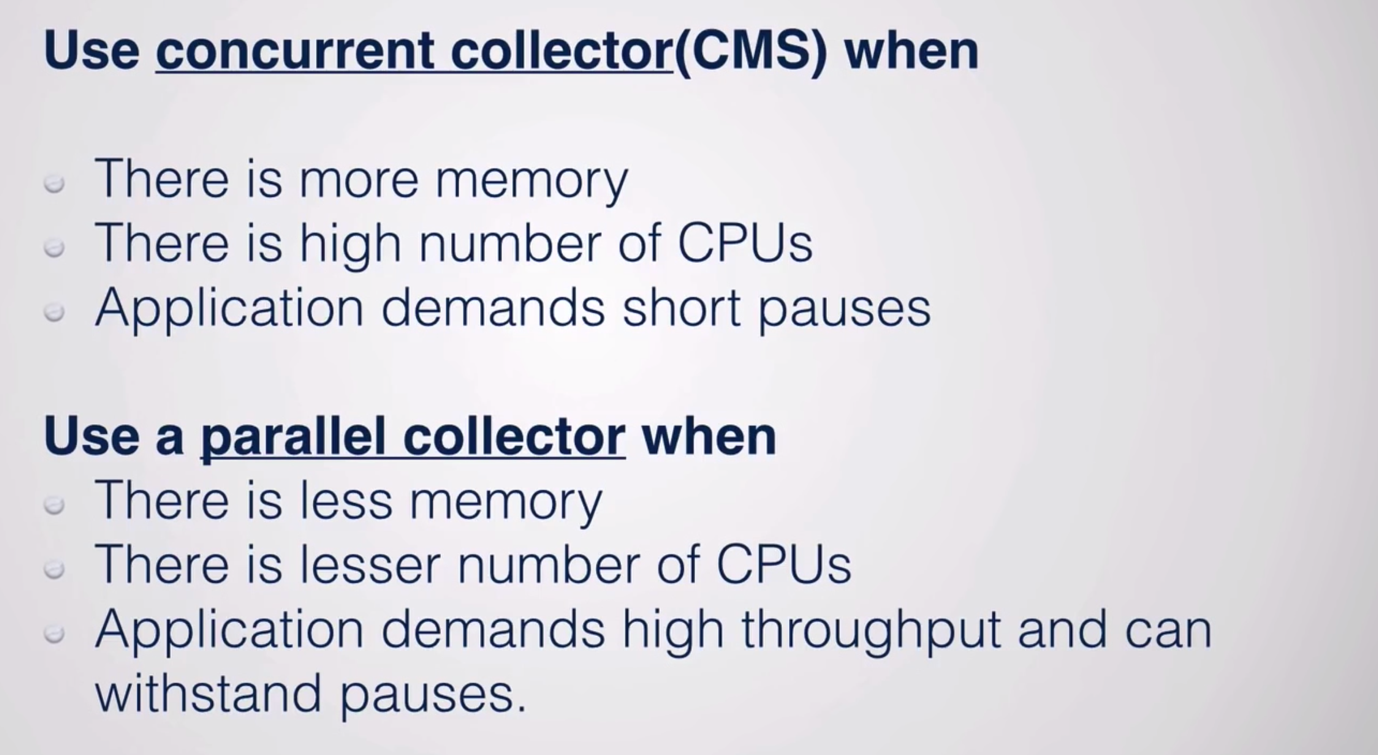 Use concurrent collector(CMS) when
There is more memory
There is high number of CPUs
Application demands short pauses
Use a parallel collector when
There is less memory
There is lesser number of CPUs
Application demands high throughput and can
withstand pauses.